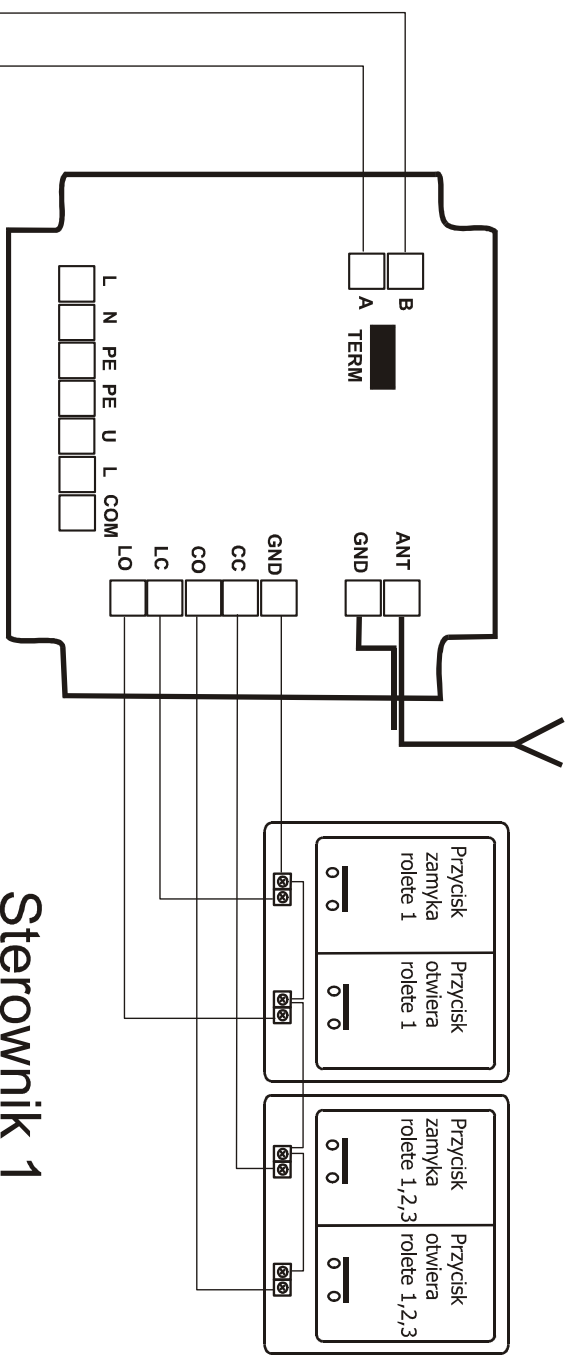 B
A
TERM
L
N
PE
PE
U
L
COM
ANT
GND
GND
CC
CO
LC
LO
Przycisk
zamyka
rolete 1
Przycisk
otwiera
rolete 1
Przycisk
zamyka
rolete 1,2,3
Przycisk
otwiera
rolete 1,2,3
Sterownik 1